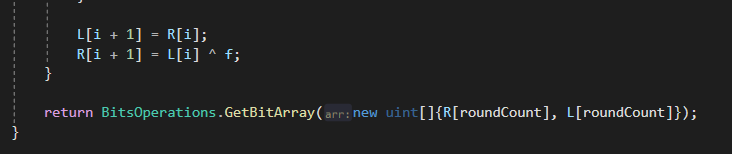 L[i + 1] = R[i];
R[i + 1] = L[i] ^ f;
}
return BitsOperations.GetBitArray(arr:new uint[]{R[roundCount], L[roundCount]});
}